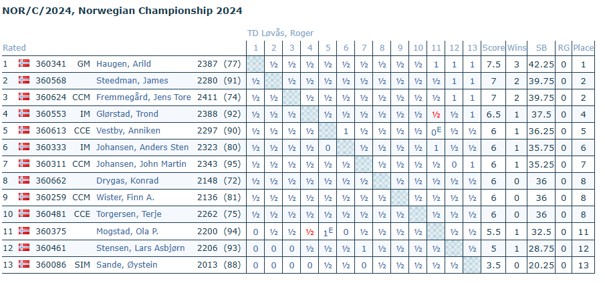 NOR/C/2024, Norwegian Championship 2024
TD Løvås, Roger
Rated 1 2 3 4 5 6 7 8 9 10 11 12 13 Score Wins SB RG Place
1 360341 GM Haugen, Arild 2387 (77) ½ ½ ½ ½ ½ ½ ½ ½ ½ 1 1 1 7.5 3 42.25 0 1
2 360568 Steedman, James 2280 (91) ½ ½ ½ ½ ½ ½ ½ ½ ½ ½ 1 1 7 2 39.75 0 2
3 360624 CCM Fremmegård, Jens Tore 2411 (74) ½ ½ ½ ½ ½ ½ ½ ½ ½ ½ 1 1 7 2 39.75 0 2
4 360553 IM Glørstad, Trond 2388 (92) ½ ½ ½ ½ ½ ½ ½ ½ ½ ½ ½ 1 6.5 1 37.5 0 4
5 360613 CCE Vestby, Anniken 2297 (90) ½ ½ ½ ½ 1 ½ ½ ½ ½ 0E ½ ½ 6 1 36.25 0 5
6 360333 IM Johansen, Anders Sten 2323 (80) ½ ½ ½ ½ 0 ½ ½ ½ ½ 1 ½ ½ 6 1 35.75 0 6
7 360311 CCM Johansen, John Martin 2343 (95) ½ ½ ½ ½ ½ ½ ½ ½ ½ ½ 0 1 6 1 35.25 0 7
8 360662 Drygas, Konrad 2148 (72) ½ ½ ½ ½ ½ ½ ½ ½ ½ ½ ½ ½ 6 0 36 0 8
9 360259 CCM Wister, Finn A. 2136 (81) ½ ½ ½ ½ ½ ½ ½ ½ ½ ½ ½ ½ 6 0 36 0 8
10 360481 CCE Torgersen, Terje 2262 (75) ½ ½ ½ ½ ½ ½ ½ ½ ½ ½ ½ ½ 6 0 36 0 8
11 360375 Mogstad, Ola P. 2200 (94) 0 ½ ½ ½ 1E 0 ½ ½ ½ ½ ½ ½ 5.5 1 32.5 0 11
12 360461 Stensen, Lars Asbjørn 2206 (93) 0 0 0 ½ ½ ½ 1 ½ ½ ½ ½ ½ 5 1 28.75 0 12
13 360086 SIM Sande, Øystein 2013 (88) 0 0 0 0 ½ ½ 0 ½ ½ ½ ½ ½ 3.5 0 20.25 0 13